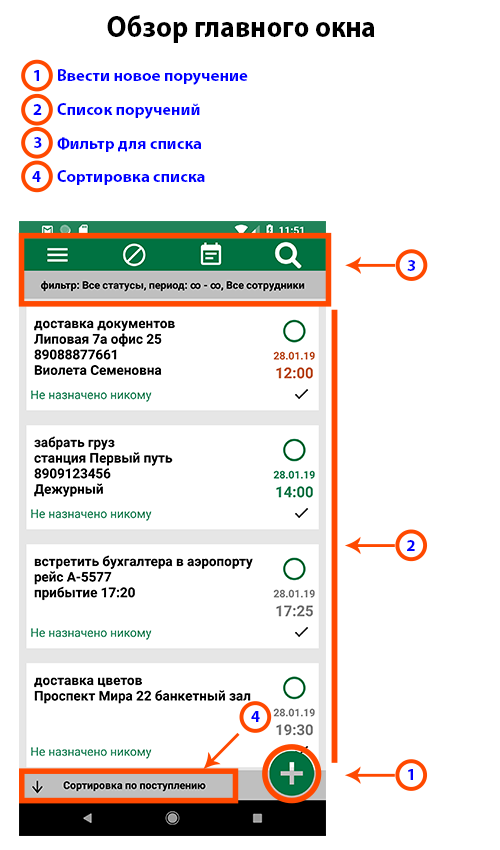 Обзор главного окна
1 Ввести новое поручение
2 Список поручений
3 Фильтр для списка
4 Сортировка списка
11:51
фильтр: Все статусы, период: ∞ - ∞, Все сотрудники
3
доставка документов
Липовая 7а офис 25
89088877661
Виолета Семеновна
28.01.19
12:00
Не назначено никому
забрать груз
станция Первый путь
8909123456
Дежурный
28.01.19
14:00
Не назначено никому
2
встретить бухгалтера в аэропорту
рейс А-5577
прибытие 17:20
28.01.19
17:25
Не назначено никому
доставка цветов
Проспект Мира 22 банкетный зал
28.01.19
19:30
4
Не назначено никому
Сортировка по поступлению
1